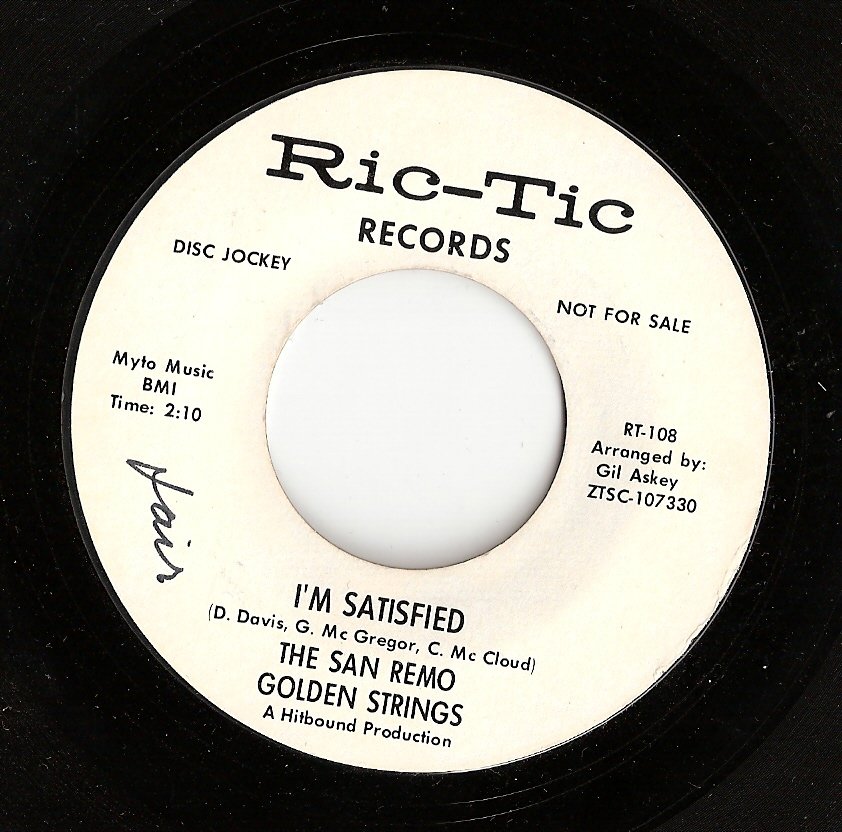 Ric-Tic
RECORDS
DISC JOCKEY
NOT FOR SALE
Myto Music
BMI
Time: 2:10
RT-108
Arranged by:
Gil Askey
ZTSC-107330
fair
I'M SATISFIED
(D. Davis, G. Mc Gregor, C. Mc Cloud)
THE SAN REMO
GOLDEN STRINGS
A Hitbound Production